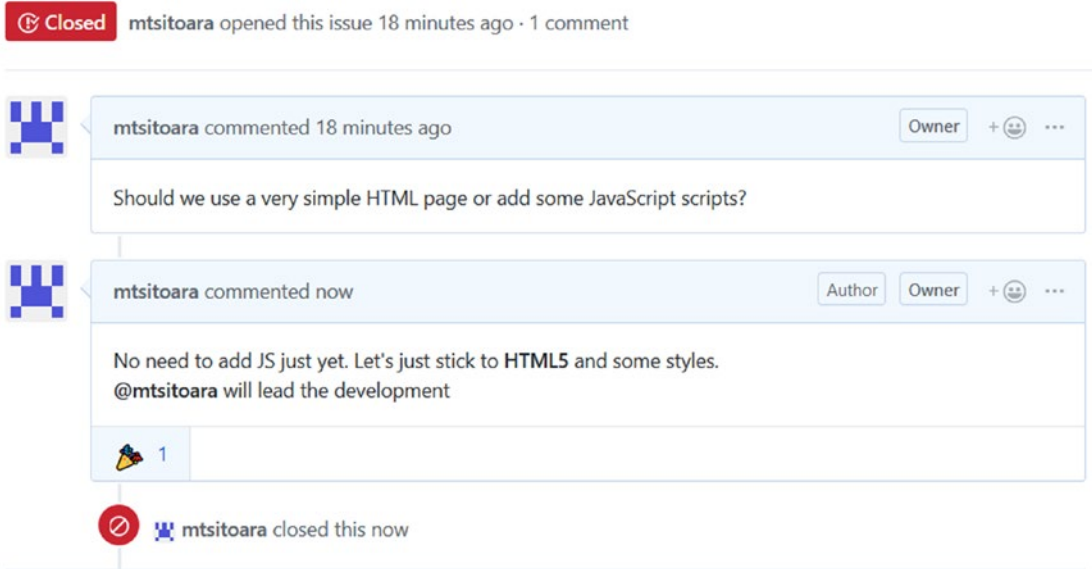 Closed mtsitoara opened this issue 18 minutes ago · 1 comment
mtsitoara commented 18 minutes ago Owner + ···
Should we use a very simple HTML page or add some JavaScript scripts?
mtsitoara commented now Author Owner + ···
No need to add JS just yet. Let's just stick to HTML5 and some styles.
@mtsitoara will lead the development
1
mtsitoara closed this now